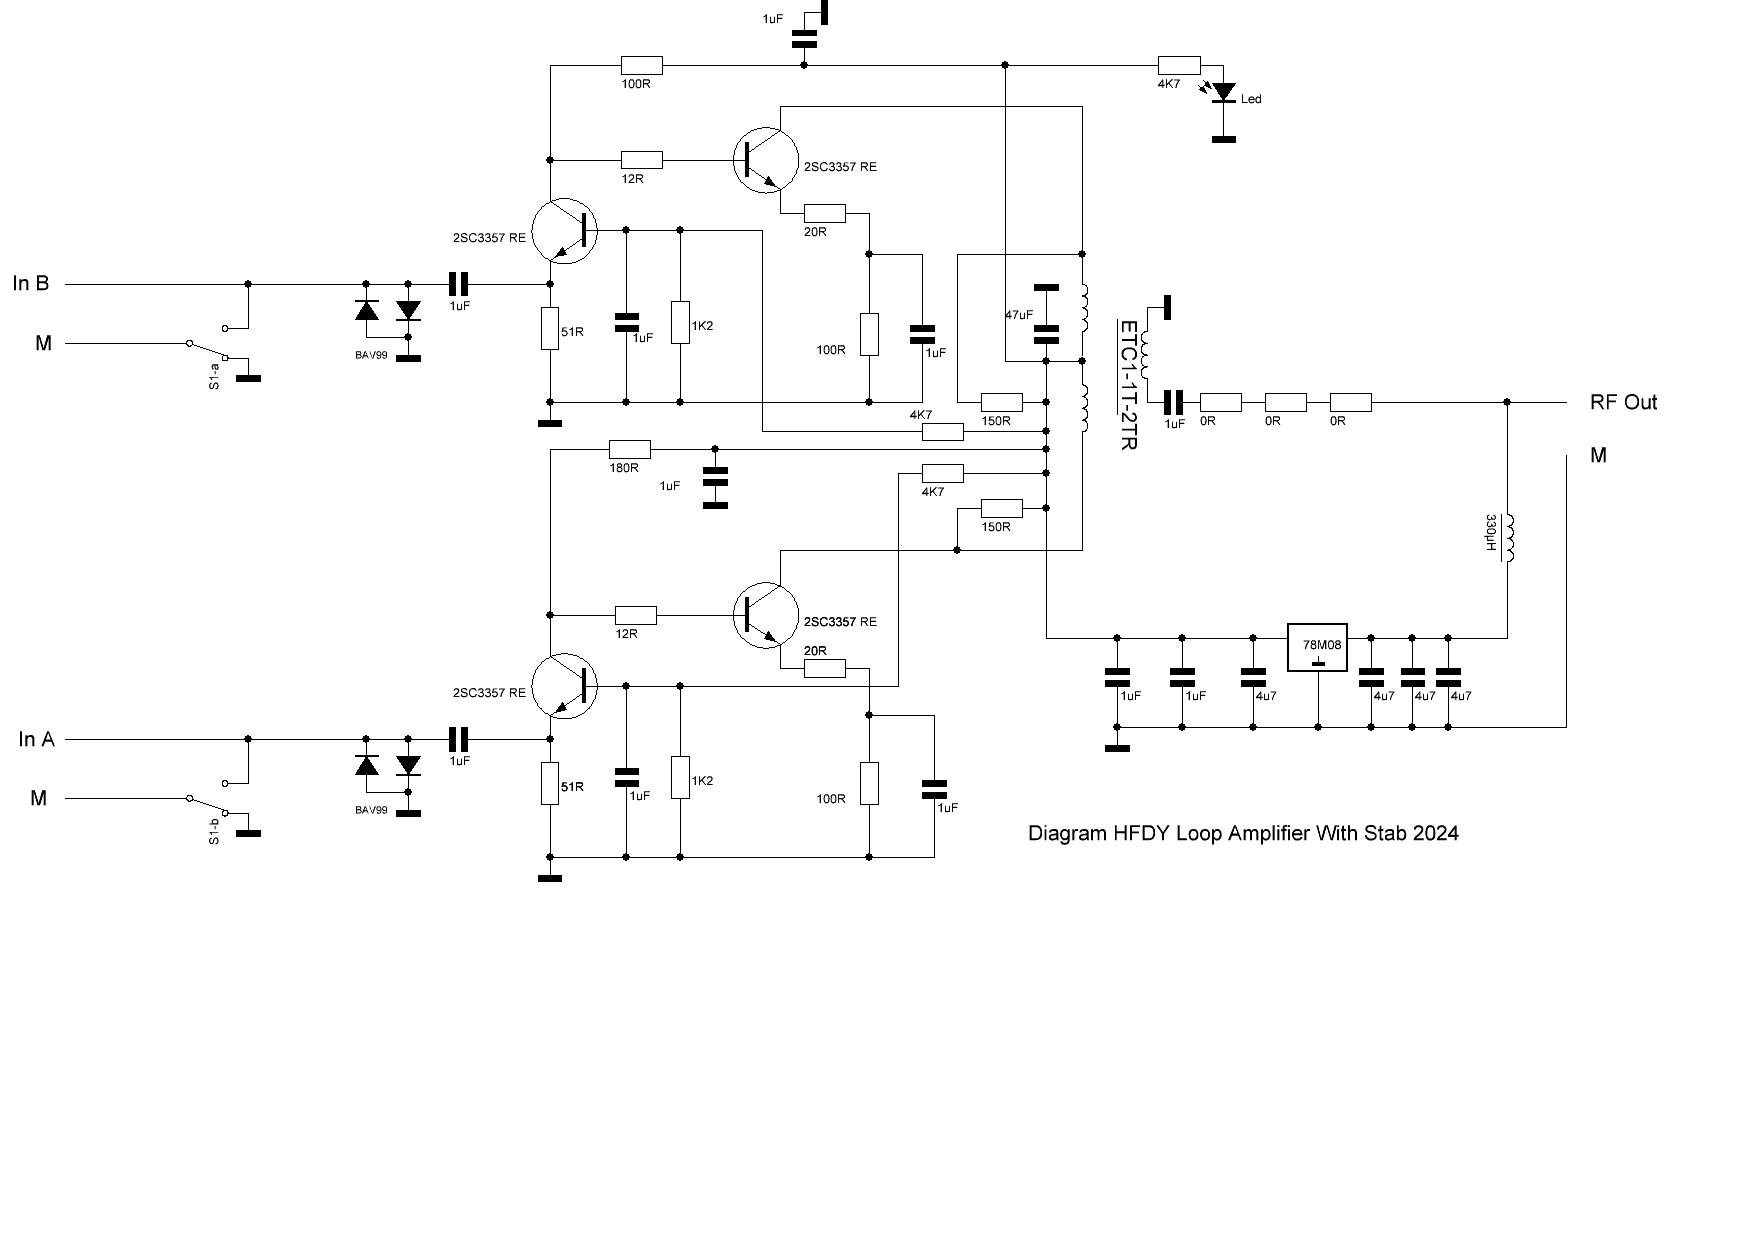 1uF
100R
4K7
Led
12R
2SC3357 RE
20R
2SC3357 RE
In B
1uF
51R
1uF
1K2
100R
1uF
47uF
ETC1-1T-2TR
M
S1-a
BAV99
4K7
150R
1uF
0R
0R
0R
RF Out
M
180R
1uF
4K7
150R
330µH
12R
2SC3357 RE
20R
78M08
2SC3357 RE
1uF
1uF
4u7
4u7
4u7
4u7
In A
1uF
51R
1uF
1K2
100R
1uF
M
S1-b
BAV99
Diagram HFDY Loop Amplifier With Stab 2024